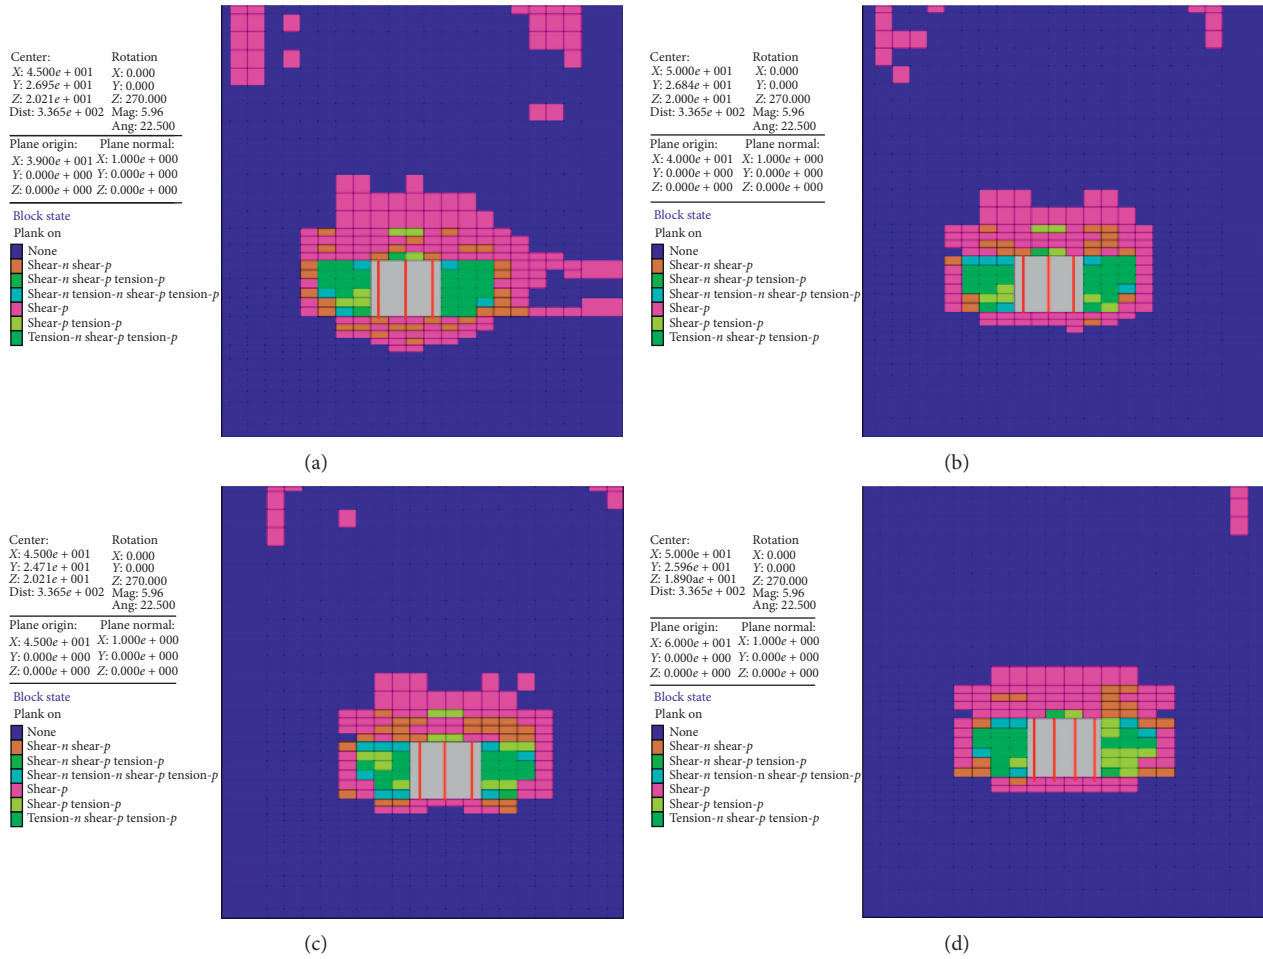 Center: Rotation
X: 4.500e + 001 X: 0.000
Y: 2.695e + 001 Y: 0.000
Z: 2.021e + 001 Z: 270.000
Dist: 3.365e + 002 Mag: 5.96
Ang: 22.500
Plane origin: Plane normal:
X: 3.900e + 001 X: 1.000e + 000
Y: 0.000e + 000 Y: 0.000e + 000
Z: 0.000e + 000 Z: 0.000e + 000
Block state
Plank on
None
Shear-n shear-p
Shear-n shear-p tension-p
Shear-n tension-n shear-p tension-p
Shear-p
Shear-p tension-p
Tension-n shear-p tension-p
(a)
Center: Rotation
X: 5.000e + 001 X: 0.000
Y: 2.684e + 001 Y: 0.000
Z: 2.000e + 001 Z: 270.000
Dist: 3.365e + 002 Mag: 5.96
Ang: 22.500
Plane origin: Plane normal:
X: 4.000e + 001 X: 1.000e + 000
Y: 0.000e + 000 Y: 0.000e + 000
Z: 0.000e + 000 Z: 0.000e + 000
Block state
Plank on
None
Shear-n shear-p
Shear-n shear-p tension-p
Shear-n tension-n shear-p tension-p
Shear-p
Shear-p tension-p
Tension-n shear-p tension-p
(b)
Center: Rotation
X: 4.500e + 001 X: 0.000
Y: 2.471e + 001 Y: 0.000
Z: 2.021e + 001 Z: 270.000
Dist: 3.365e + 002 Mag: 5.96
Ang: 22.500
Plane origin: Plane normal:
X: 4.500e + 001 X: 1.000e + 000
Y: 0.000e + 000 Y: 0.000e + 000
Z: 0.000e + 000 Z: 0.000e + 000
Block state
Plank on
None
Shear-n shear-p
Shear-n shear-p tension-p
Shear-n tension-n shear-p tension-p
Shear-p
Shear-p tension-p
Tension-n shear-p tension-p
(c)
Center: Rotation
X: 5.000e + 001 X: 0.000
Y: 2.596e + 001 Y: 0.000
Z: 1.890ae + 001 Z: 270.000
Dist: 3.365e + 002 Mag: 5.96
Ang: 22.500
Plane origin: Plane normal:
X: 6.000e + 001 X: 1.000e + 000
Y: 0.000e + 000 Y: 0.000e + 000
Z: 0.000e + 000 Z: 0.000e + 000
Block state
Plank on
None
Shear-n shear-p
Shear-n shear-p tension-p
Shear-n tension-n shear-p tension-p
Shear-p
Shear-p tension-p
Tension-n shear-p tension-p
(d)